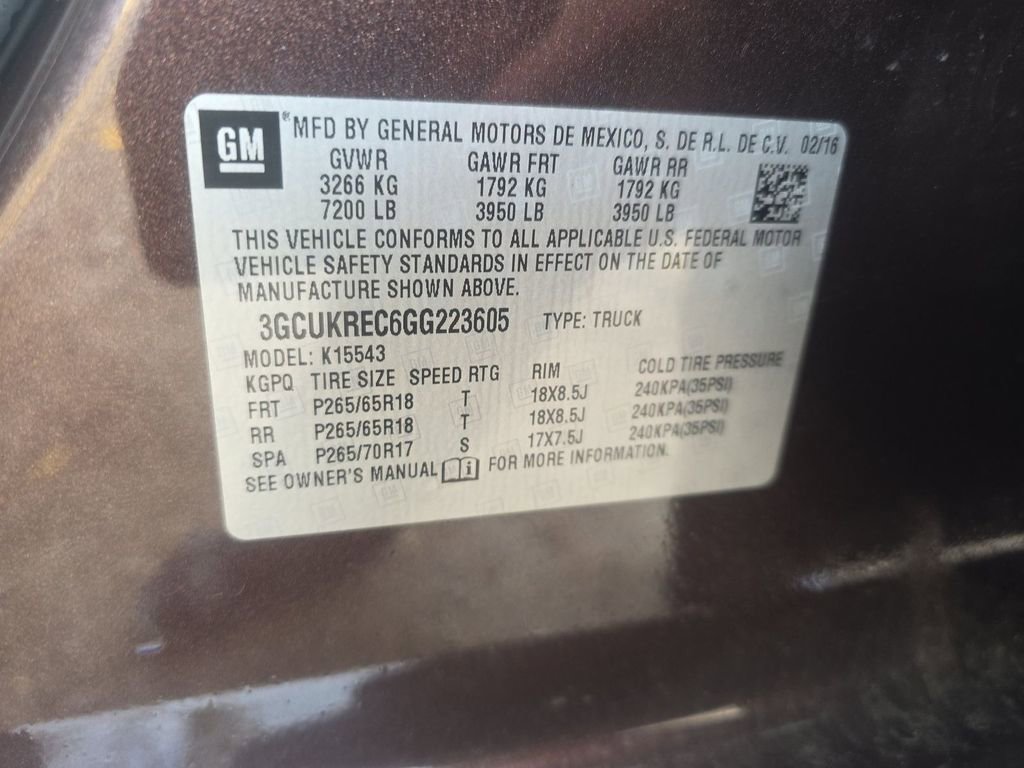 GM ® MFD BY GENERAL MOTORS DE MEXICO, S. DE R.L. DE C.V. 02/16
GVWR GAWR FRT GAWR RR
3266 KG 1792 KG 1792 KG
7200 LB 3950 LB 3950 LB
THIS VEHICLE CONFORMS TO ALL APPLICABLE U.S. FEDERAL MOTOR
VEHICLE SAFETY STANDARDS IN EFFECT ON THE DATE OF
MANUFACTURE SHOWN ABOVE.
3GCUKREC6GG223605 TYPE: TRUCK
MODEL: K15543
KGPQ TIRE SIZE SPEED RTG RIM COLD TIRE PRESSURE
FRT P265/65R18 T 18X8.5J 240KPA(35PSI)
RR P265/65R18 T 18X8.5J 240KPA(35PSI)
SPA P265/70R17 S 17X7.5J 240KPA(35PSI)
SEE OWNER'S MANUAL i FOR MORE INFORMATION.